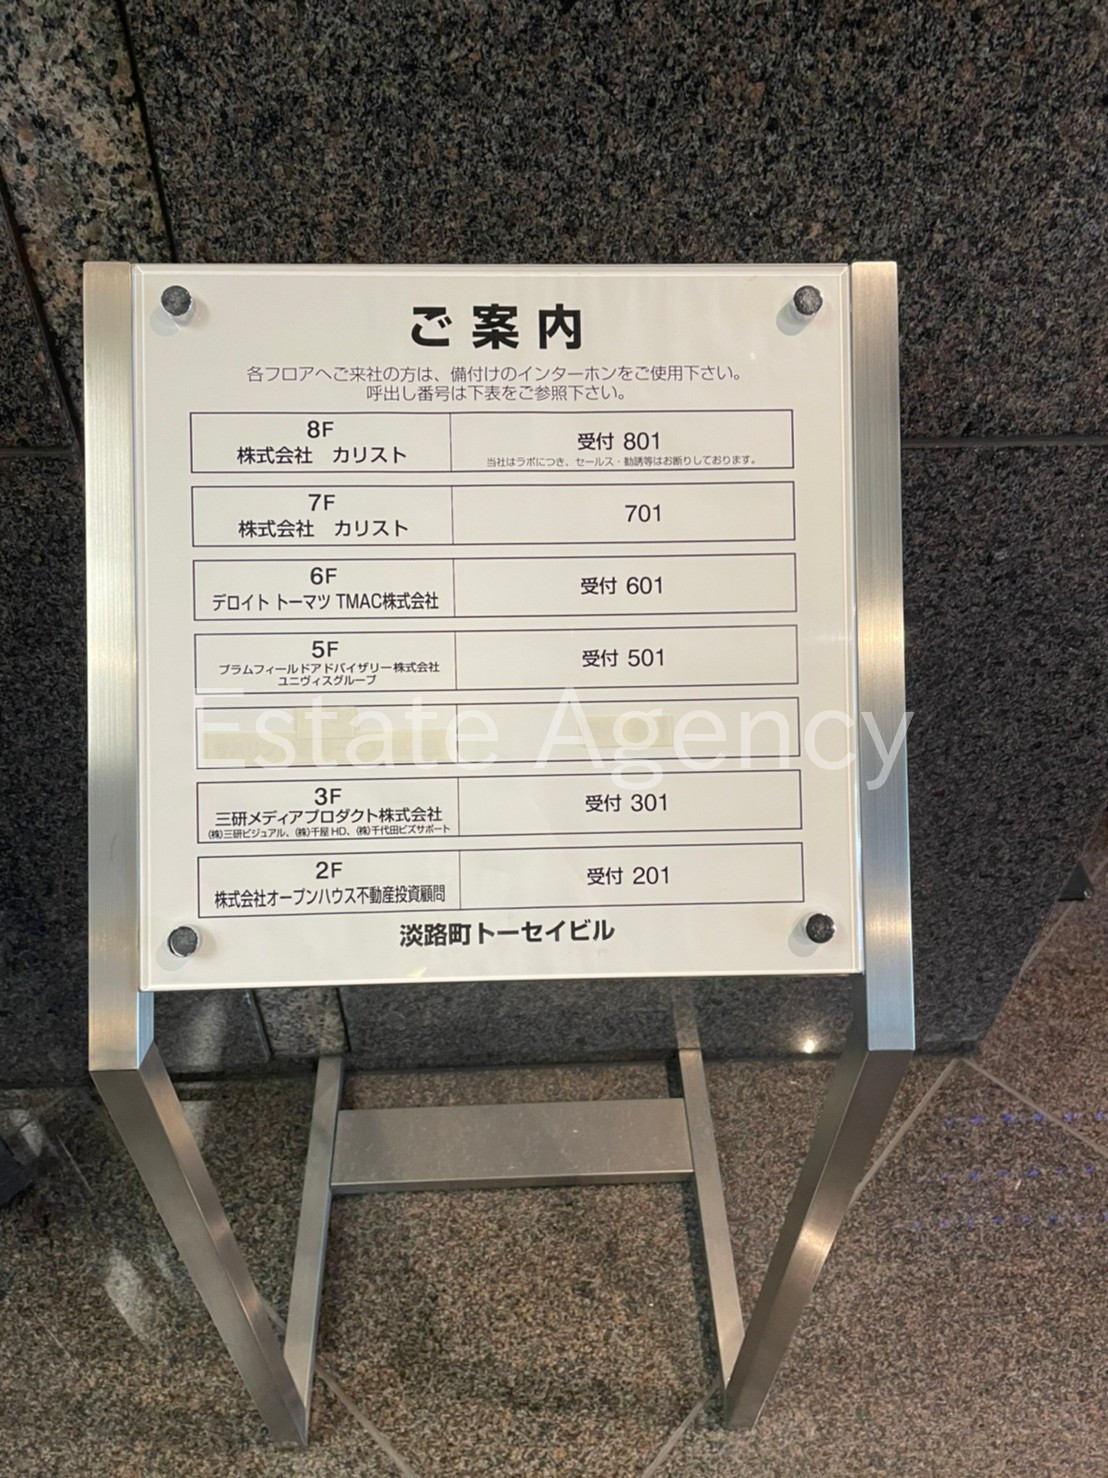 ご案内
各フロアへご来社の方は、備付けのインターホンをご使用下さい。
呼出し番号は下表をご参照下さい。
8F
株式会社　カリスト
受付 801
当社はラボにつき、セールス・勧誘等はお断りしております。
7F
株式会社　カリスト
701
6F
デロイト トーマツ TMAC株式会社
受付 601
5F
プラムフィールドアドバイザリー株式会社
ユニヴィスグループ
受付 501
Estate Agency
3F
三研メディアプロダクト株式会社
(株)三研ビジュアル、(株)千屋HD、(株)千代田ビズサポート
受付 301
2F
株式会社オープンハウス不動産投資顧問
受付 201
淡路町トーセイビル